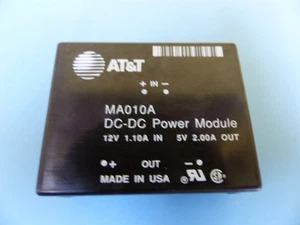 AT&T
+ IN -
MA010A
DC-DC Power Module
12V 1.10A IN 5V 2.00A OUT
+ OUT -
MADE IN USA